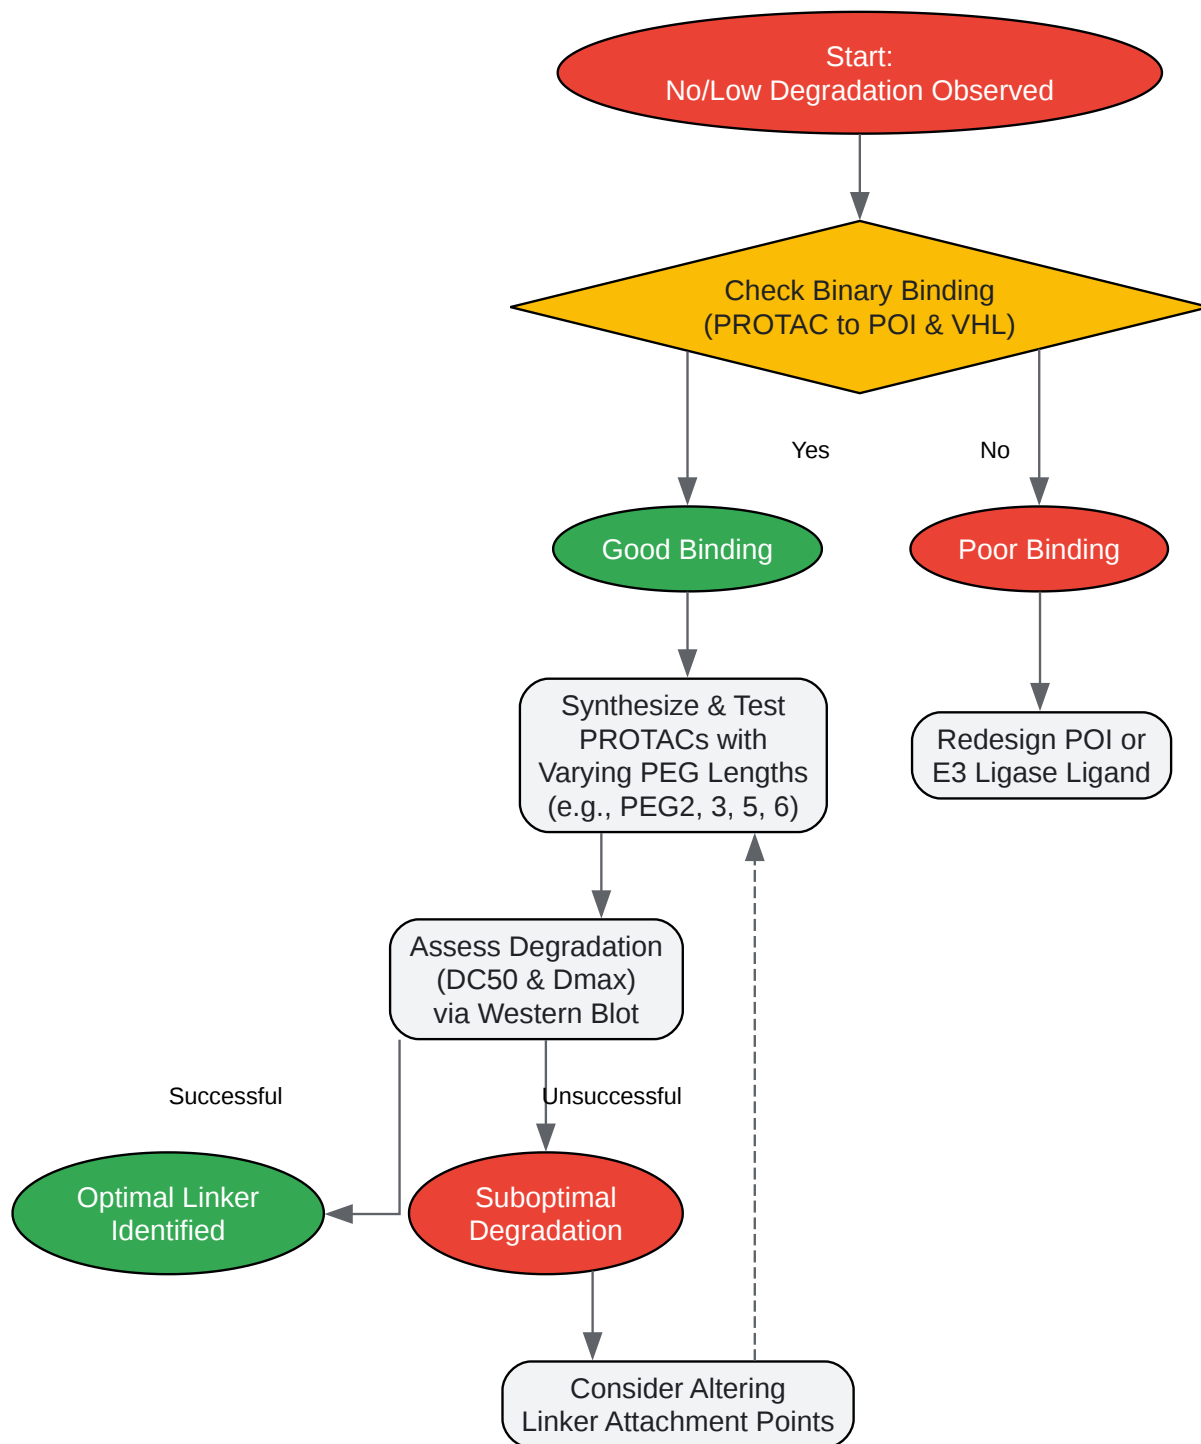 Start:
No/Low Degradation Observed
Check Binary Binding
(PROTAC to POI & VHL)
Yes
No
Good Binding
Poor Binding
Synthesize & Test
PROTACs with
Varying PEG Lengths
(e.g., PEG2, 3, 5, 6)
Redesign POI or
E3 Ligase Ligand
Assess Degradation
(DC50 & Dmax)
via Western Blot
Successful
Unsuccessful
Optimal Linker
Identified
Suboptimal
Degradation
Consider Altering
Linker Attachment Points